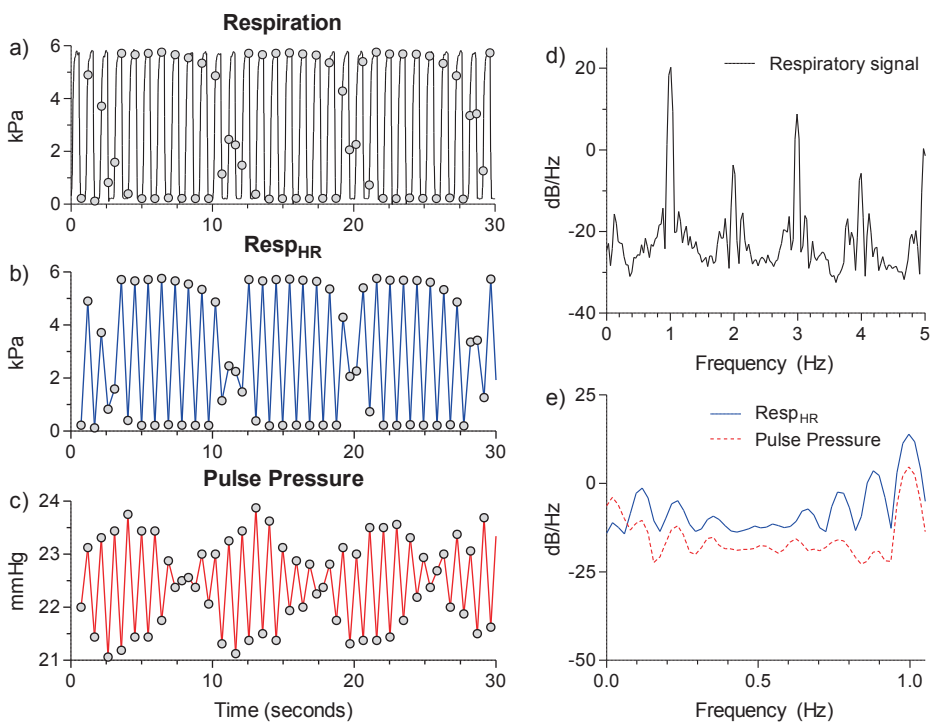 Respiration
a)
6
4
2
0
kPa
0
10
20
30
Resp_HR
b)
6
4
2
0
kPa
0
10
20
30
Pulse Pressure
c)
24
23
22
21
mmHg
0
10
20
30
Time (seconds)
d)
Respiratory signal
20
0
-20
-40
dB/Hz
0
1
2
3
4
5
Frequency (Hz)
e)
25
0
-25
-50
dB/Hz
Resp_HR
Pulse Pressure
0.0
0.5
1.0
Frequency (Hz)